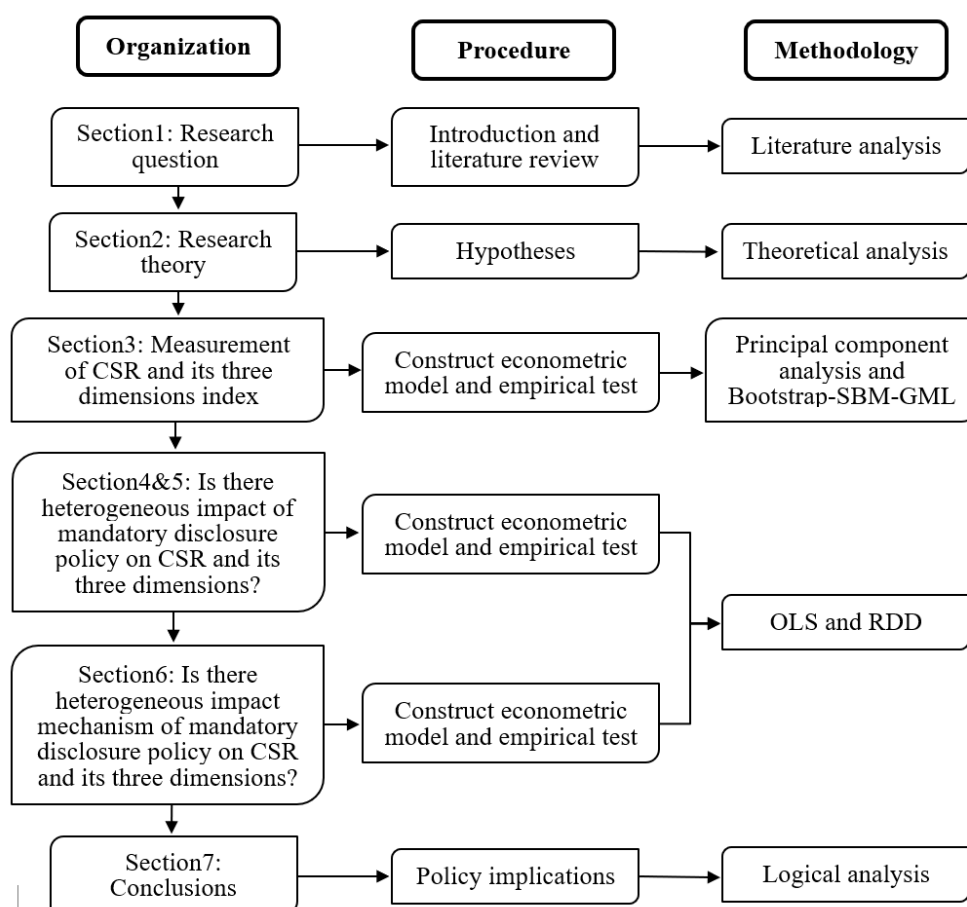 Organization
Procedure
Methodology
Section1: Research
question
Introduction and
literature review
Literature analysis
Section2: Research
theory
Hypotheses
Theoretical analysis
Section3: Measurement
of CSR and its three
dimensions index
Construct econometric
model and empirical test
Principal component
analysis and
Bootstrap-SBM-GML
Section4&5: Is there
heterogeneous impact of
mandatory disclosure
policy on CSR and its
three dimensions?
Construct econometric
model and empirical test
OLS and RDD
Section6: Is there
heterogeneous impact
mechanism of mandatory
disclosure policy on CSR
and its three dimensions?
Construct econometric
model and empirical test
Section7:
Conclusions
Policy implications
Logical analysis